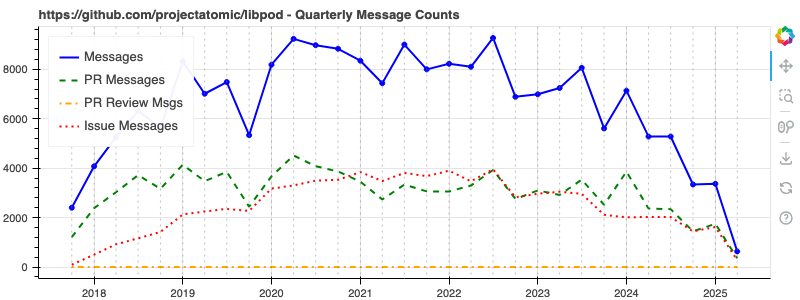 https://github.com/projectatomic/libpod - Quarterly Message Counts
Messages
PR Messages
PR Review Msgs
Issue Messages
8000
6000
4000
2000
0
2018
2019
2020
2021
2022
2023
2024
2025